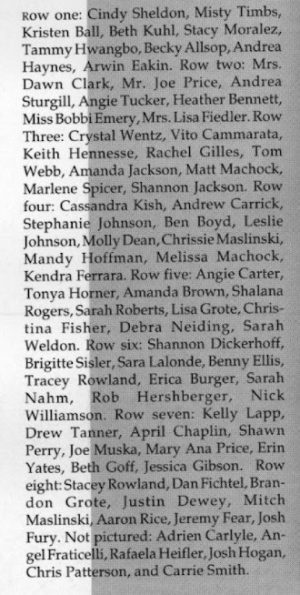 Row one: Cindy Sheldon, Misty Timbs,
Kristen Ball, Beth Kuhl, Stacy Moralez,
Tammy Hwangbo, Becky Allsop, Andrea
Haynes, Arwin Eakin. Row two: Mrs.
Dawn Clark, Mr. Joe Price, Andrea
Sturgill, Angie Tucker, Heather Bennett,
Miss Bobbi Emery, Mrs. Lisa Fiedler. Row
Three: Crystal Wentz, Vito Cammarata,
Keith Hennesse, Rachel Gilles, Tom
Webb, Amanda Jackson, Matt Machock,
Marlene Spicer, Shannon Jackson. Row
four: Cassandra Kish, Andrew Carrick,
Stephanie Johnson, Ben Boyd, Leslie
Johnson, Molly Dean, Chrissie Maslinski,
Mandy Hoffman, Melissa Machock,
Kendra Ferrara. Row five: Angie Carter,
Tonya Horner, Amanda Brown, Shalana
Rogers, Sarah Roberts, Lisa Grote, Chris-
tina Fisher, Debra Neiding, Sarah
Weldon. Row six: Shannon Dickerhoff,
Brigitte Sisler, Sara Lalonde, Benny Ellis,
Tracey Rowland, Erica Burger, Sarah
Nahm, Rob Hershberger, Nick
Williamson. Row seven: Kelly Lapp,
Drew Tanner, April Chaplin, Shawn
Perry, Joe Muska, Mary Ana Price, Erin
Yates, Beth Goff, Jessica Gibson. Row
eight: Stacey Rowland, Dan Fichtel, Bran-
don Grote, Justin Dewey, Mitch
Maslinski, Aaron Rice, Jeremy Fear, Josh
Fury. Not pictured: Adrien Carlyle, An-
gel Fraticelli, Rafaela Heifler, Josh Hogan,
Chris Patterson, and Carrie Smith.